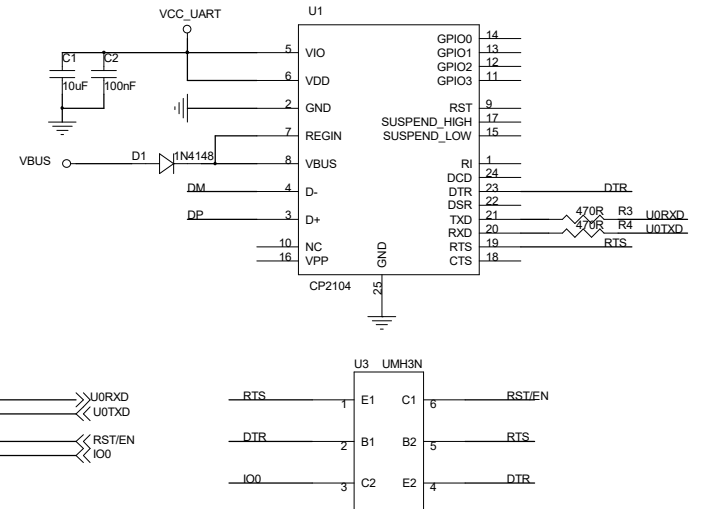 VCC_UART
U1
C1 C2
10uF 100nF
5 VIO
6 VDD
2 GND
7 REGIN
8 VBUS
4 D-
3 D+
10 NC
16 VPP
GPIO0 14
GPIO1 13
GPIO2 12
GPIO3 11
RST 9
SUSPEND_HIGH 17
SUSPEND_LOW 15
RI 1
DCD 24
DTR 23 DTR
DSR 22
TXD 21 470R R3 U0RXD
RXD 20 470R R4 U0TXD
RTS 19 RTS
CTS 18
VBUS D1 1N4148
DM
DP
GND
CP2104 25
U3 UMH3N
U0RXD
U0TXD
RST/EN
IO0
RTS 1 E1 C1 6 RST/EN
DTR 2 B1 B2 5 RTS
IO0 3 C2 E2 4 DTR